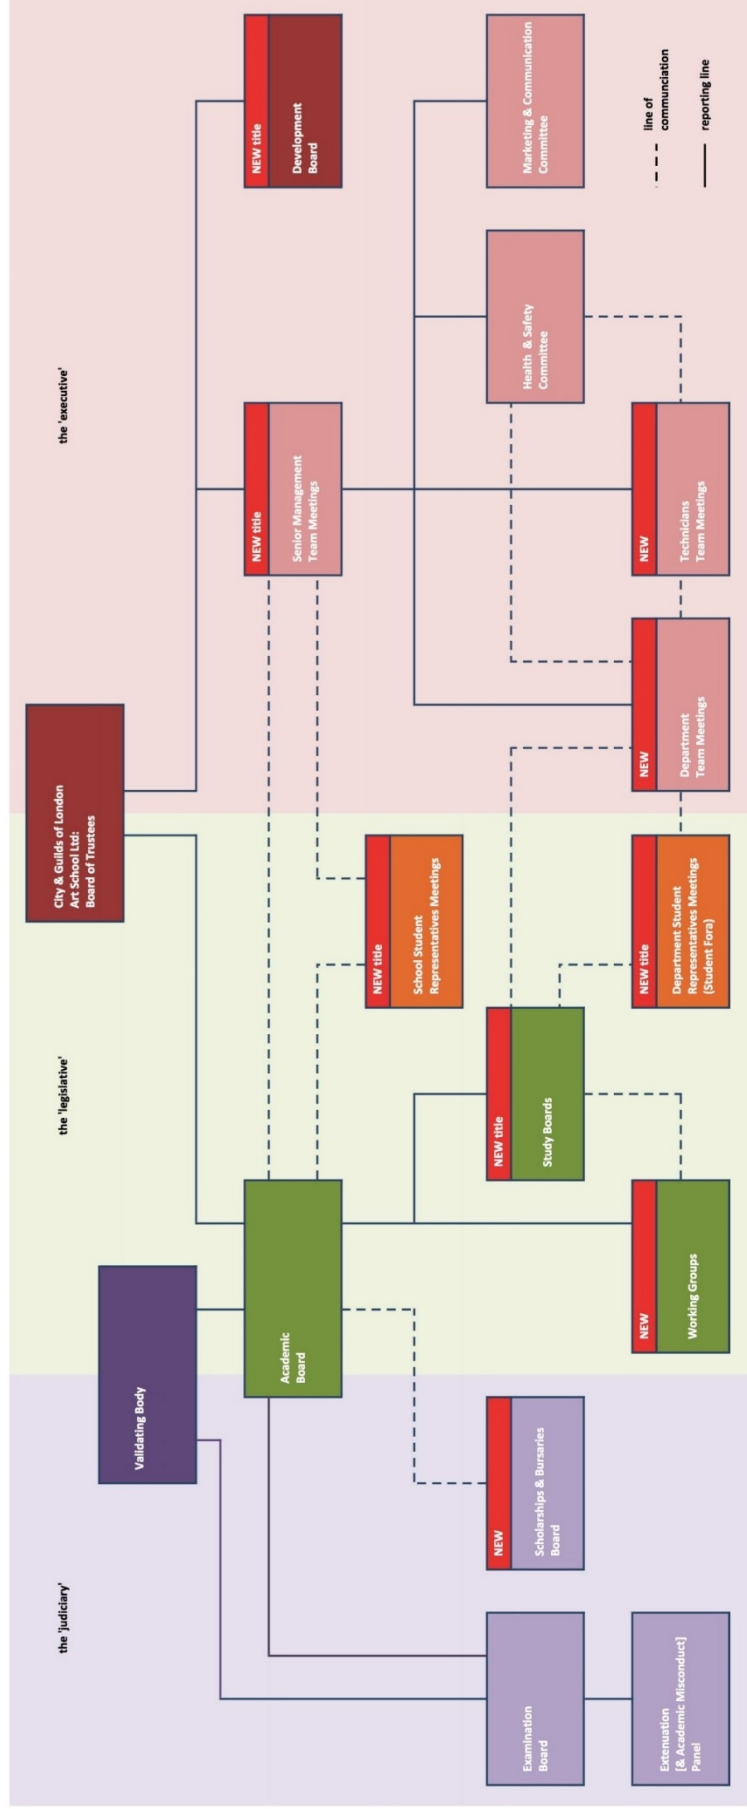 the 'judiciary'
the 'legislative'
the 'executive'
City & Guilds of London
Art School Ltd:
Board of Trustees
Validating Body
Academic
Board
NEW title
Senior Management
Team Meetings
NEW title
Development
Board
NEW title
School Student
Representatives Meetings
Examination
Board
NEW
Scholarships & Bursaries
Board
NEW title
Study Boards
Health & Safety
Committee
Marketing & Communication
Committee
Extenuation
[& Academic Misconduct]
Panel
NEW
Working Groups
NEW title
Department Student
Representatives Meetings
(Student Fora)
NEW
Department
Team Meetings
NEW
Technicians
Team Meetings
line of
communciation
reporting line